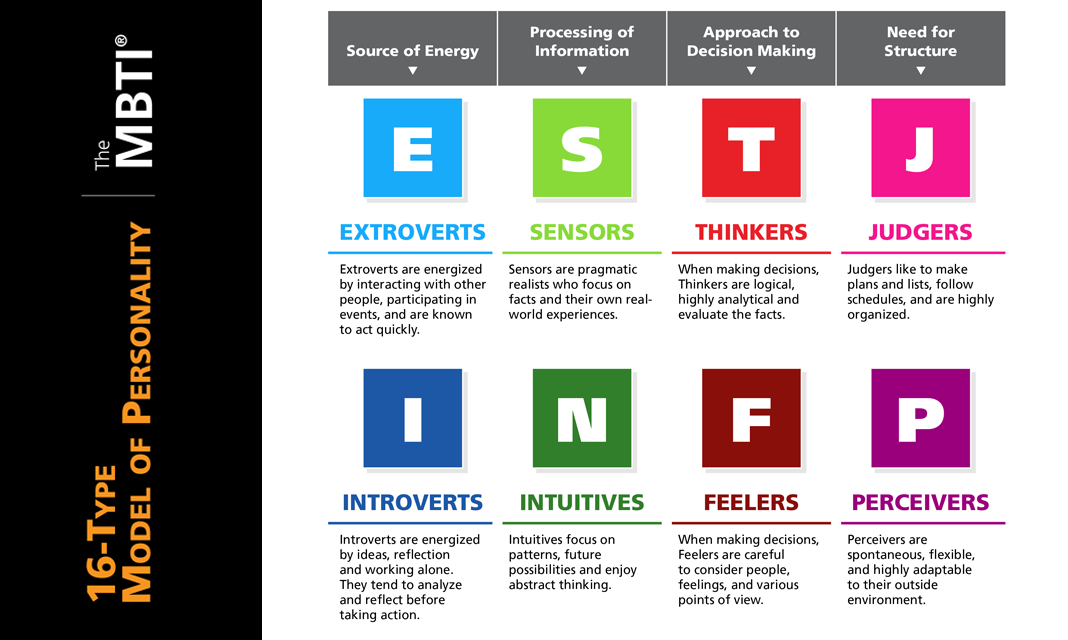 The
MBTI®
16-Type
Model of Personality
Source of Energy
Processing of
Information
Approach to
Decision Making
Need for
Structure
E
S
T
J
EXTROVERTS
SENSORS
THINKERS
JUDGERS
Extroverts are energized
by interacting with other
people, participating in
events, and are known
to act quickly.
Sensors are pragmatic
realists who focus on
facts and their own real-
world experiences.
When making decisions,
Thinkers are logical,
highly analytical and
evaluate the facts.
Judgers like to make
plans and lists, follow
schedules, and are highly
organized.
I
N
F
P
INTROVERTS
INTUITIVES
FEELERS
PERCEIVERS
Introverts are energized
by ideas, reflection
and working alone.
They tend to analyze
and reflect before
taking action.
Intuitives focus on
patterns, future
possibilities and enjoy
abstract thinking.
When making decisions,
Feelers are careful
to consider people,
feelings, and various
points of view.
Perceivers are
spontaneous, flexible,
and highly adaptable
to their outside
environment.